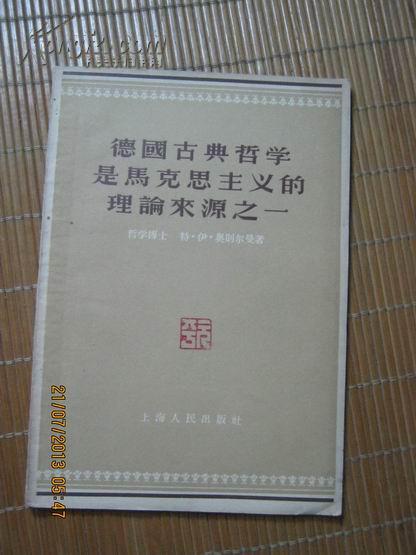 德國古典哲学
是馬克思主义的
理論來源之一
哲学博士 特·伊·奥则尔曼著
上海人民出版社
21/07/2013 05:47